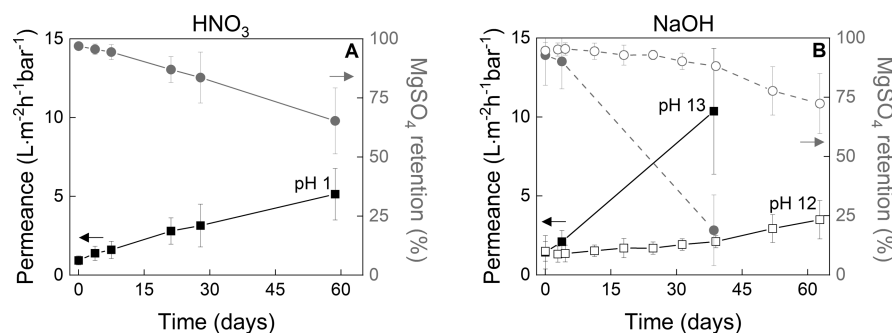 HNO₃
A
Permeance (L·m⁻²h⁻¹bar⁻¹)
15
10
5
0
100
75
50
25
0
MgSO₄ retention (%)
pH 1
0 15 30 45 60
Time (days)
NaOH
B
Permeance (L·m⁻²h⁻¹bar⁻¹)
15
10
5
0
100
75
50
25
0
MgSO₄ retention (%)
pH 13
pH 12
0 15 30 45 60
Time (days)